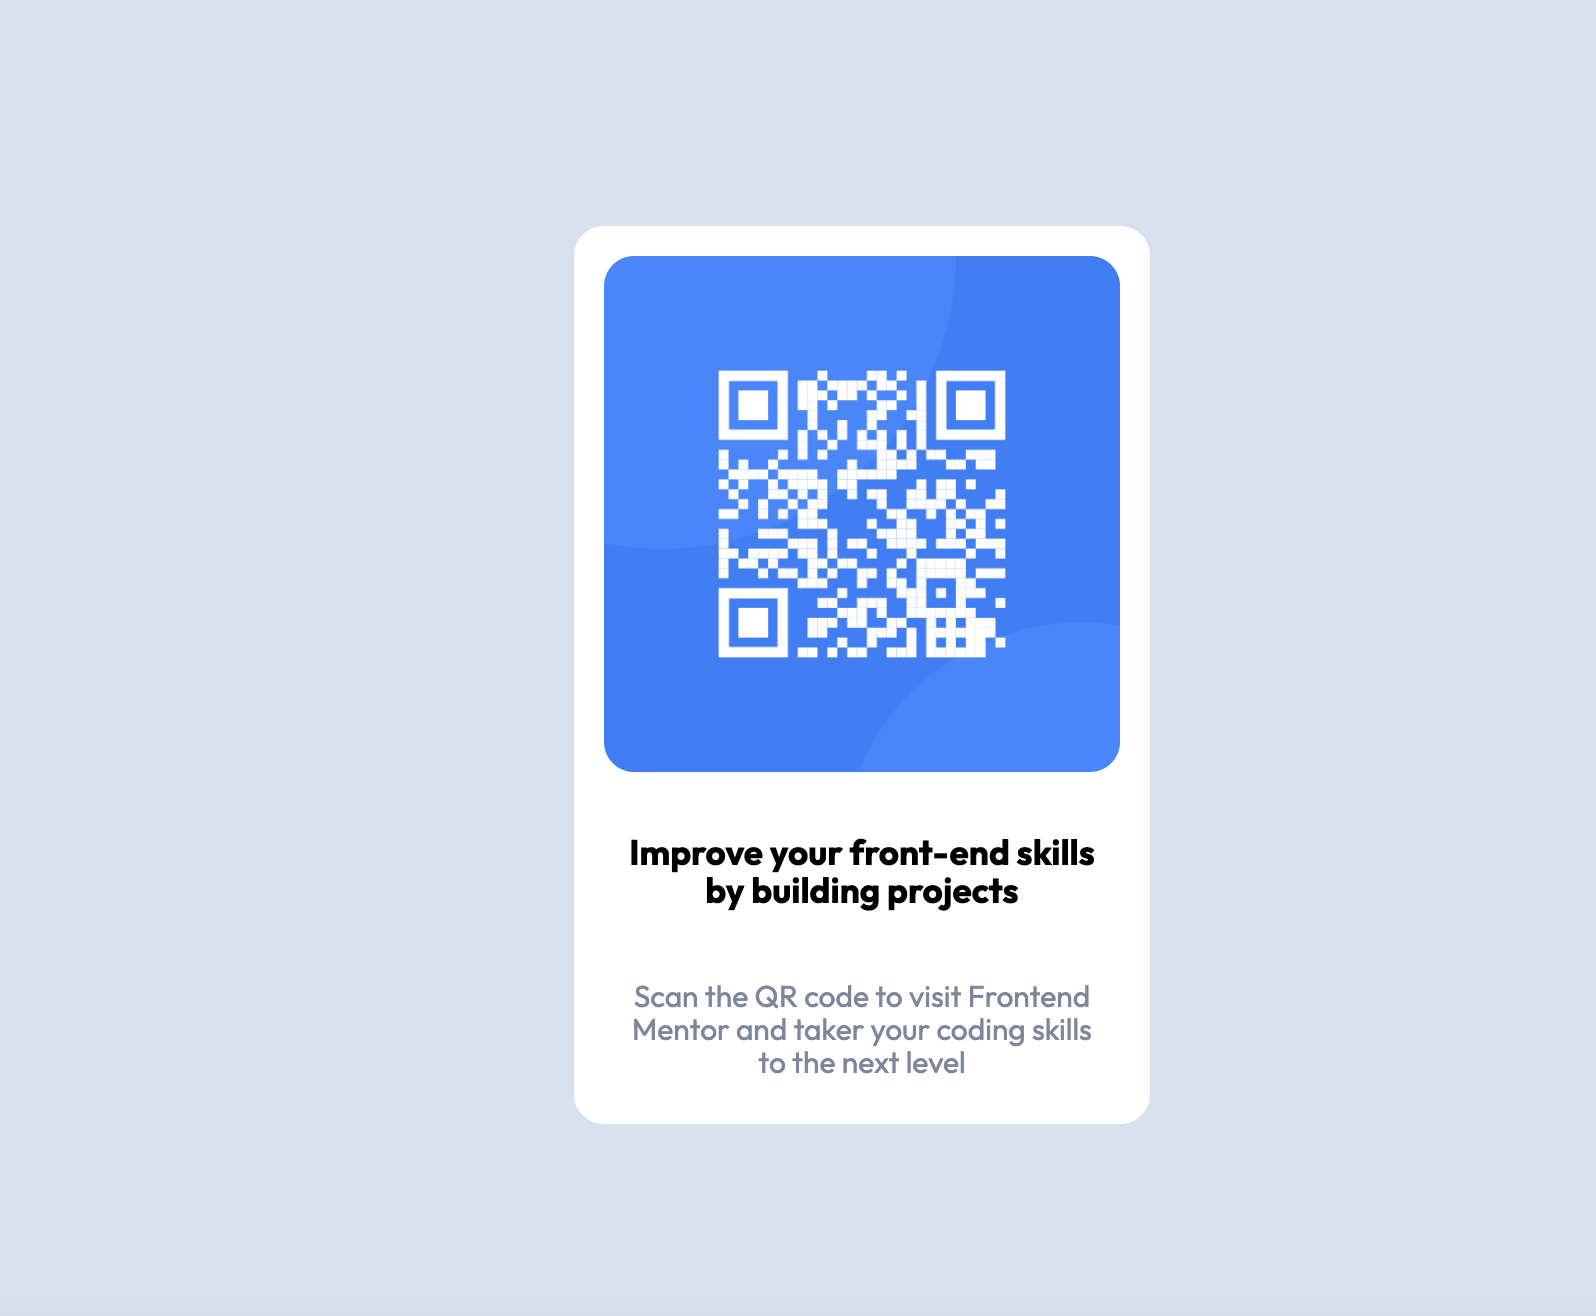 Improve your front-end skills
by building projects
Scan the QR code to visit Frontend
Mentor and taker your coding skills
to the next level